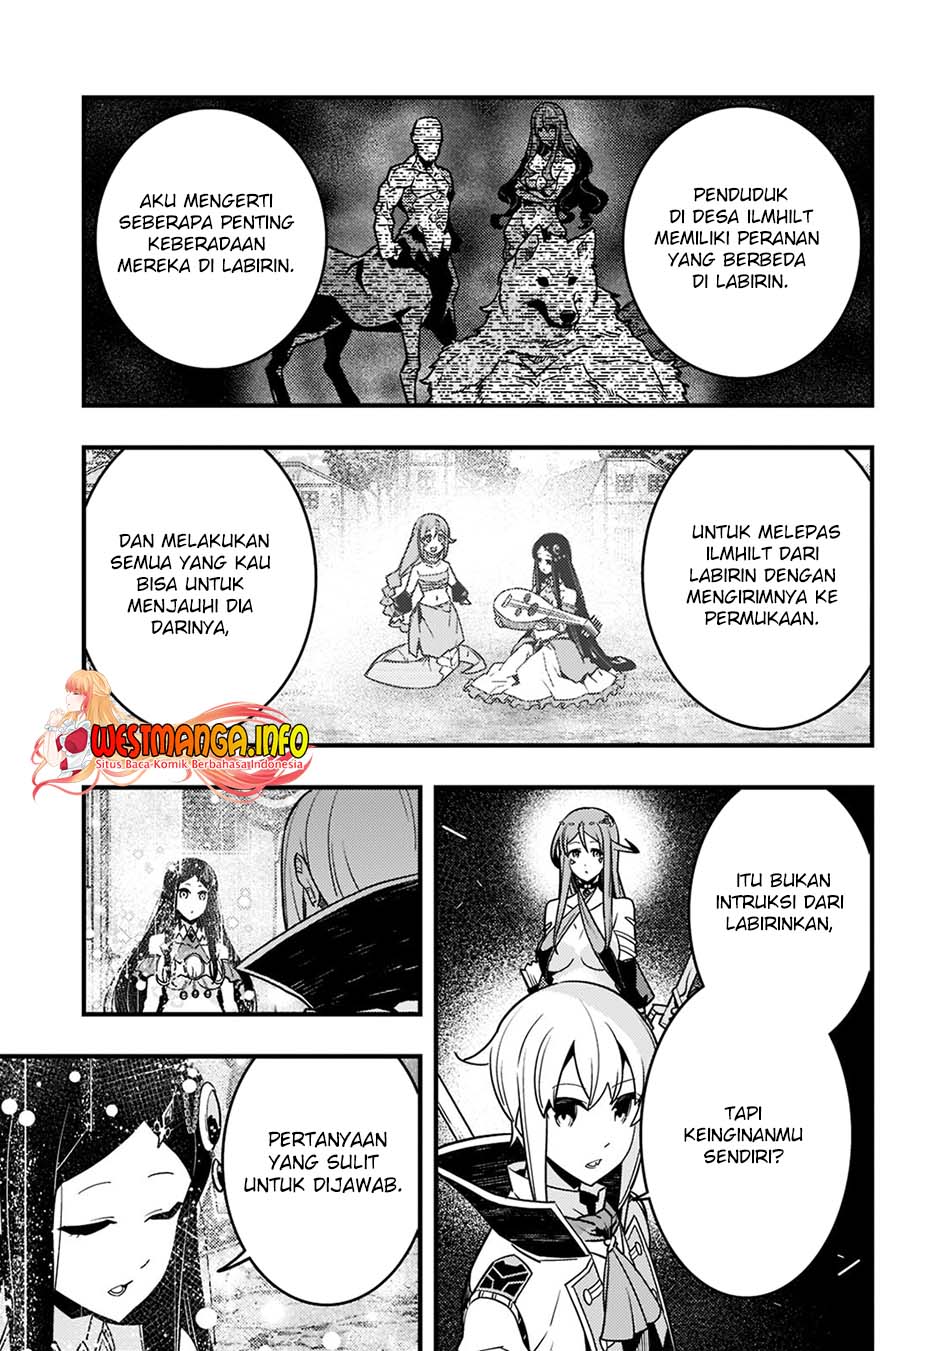 PENDUDUK
DI DESA ILMHILT
MEMILIKI PERANAN
YANG BERBEDA
DI LABIRIN.
AKU MENGERTI
SEBERAPA PENTING
KEBERADAAN
MEREKA DI LABIRIN.
UNTUK MELEPAS
ILMHILT DARI
LABIRIN DENGAN
MENGIRIMNYA KE
PERMUKAAN.
DAN MELAKUKAN
SEMUA YANG KAU
BISA UNTUK
MENJAUHI DIA
DARINYA,
WESTMANGA.INFO
Situs Baca Komik Berbahasa Indonesia
ITU BUKAN
INTRUKSI DARI
LABIRINKAN,
TAPI
KEINGINANMU
SENDIRI?
PERTANYAAN
YANG SULIT
UNTUK DIJAWAB.